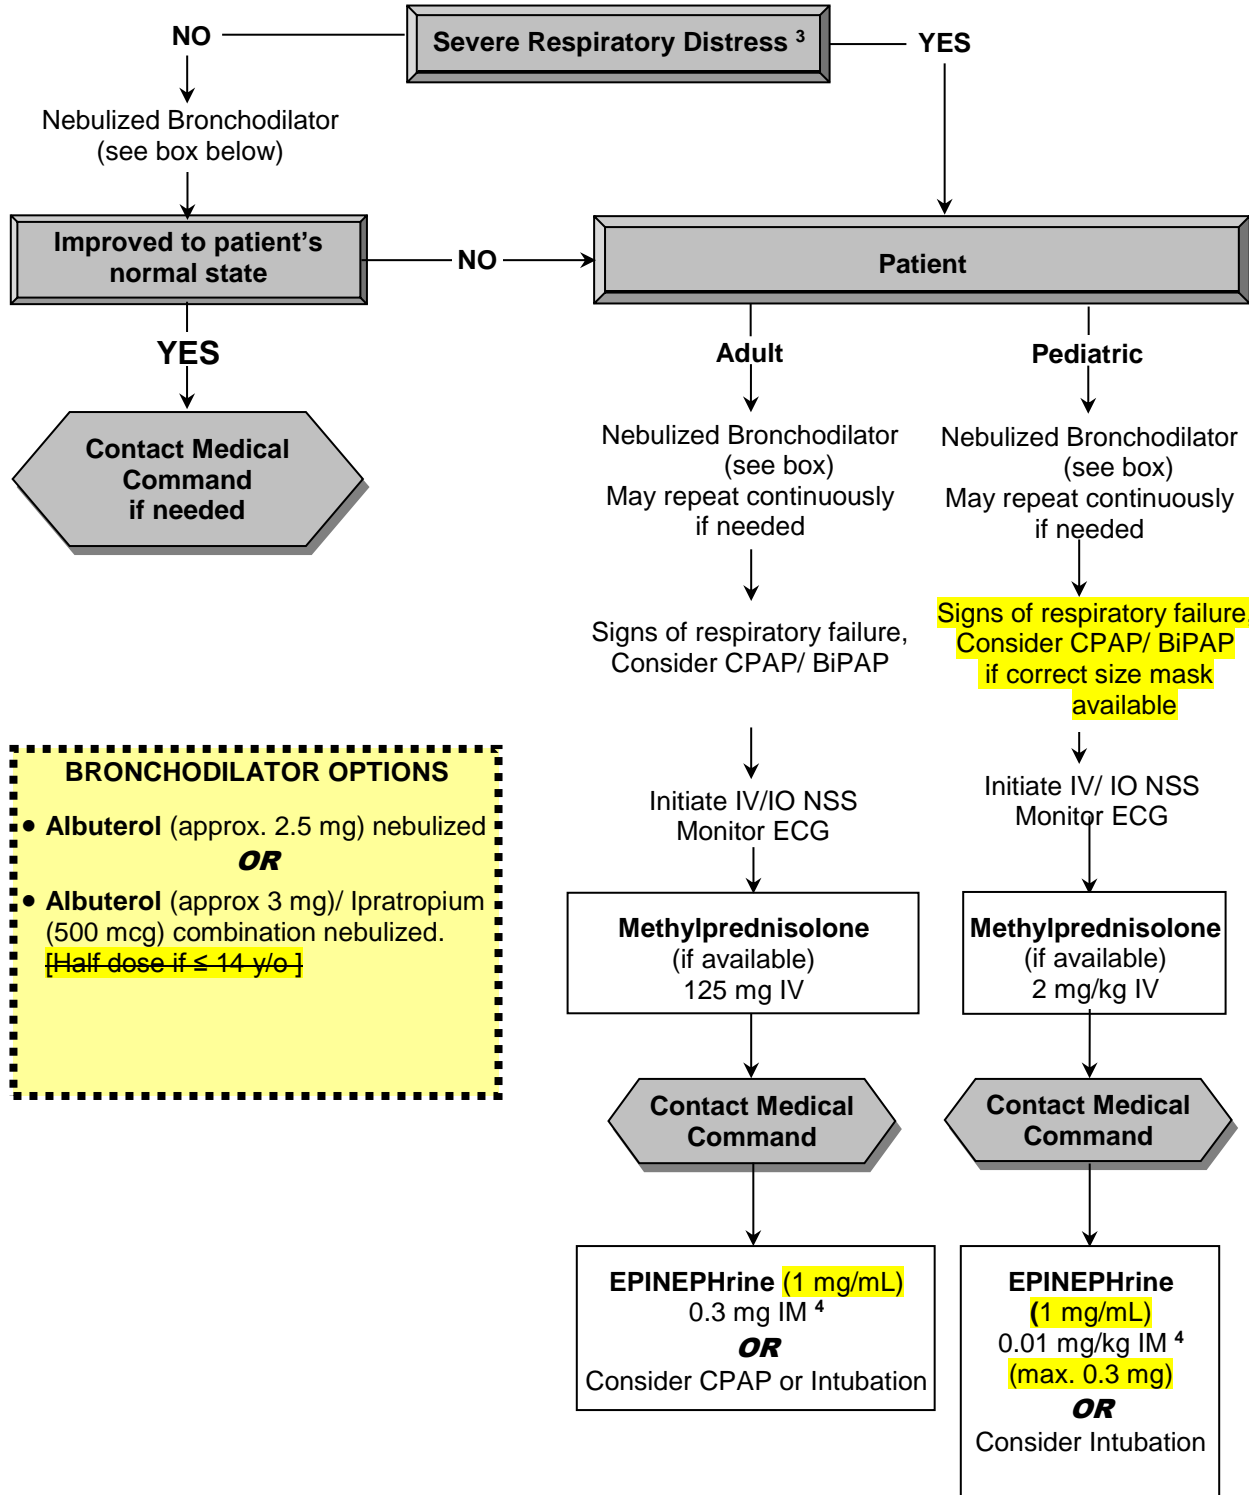 Severe Respiratory Distress ³
NO
YES
Nebulized Bronchodilator
(see box below)
Improved to patient's
normal state
NO
Patient
YES
Contact Medical
Command
if needed
Adult
Nebulized Bronchodilator
(see box)
May repeat continuously
if needed
Signs of respiratory failure,
Consider CPAP/ BiPAP
Initiate IV/IO NSS
Monitor ECG
Methylprednisolone
(if available)
125 mg IV
Contact Medical
Command
EPINEPHrine (1 mg/mL)
0.3 mg IM ⁴
OR
Consider CPAP or Intubation
Pediatric
Nebulized Bronchodilator
(see box)
May repeat continuously
if needed
Signs of respiratory failure,
Consider CPAP/ BiPAP
if correct size mask
available
Initiate IV/ IO NSS
Monitor ECG
Methylprednisolone
(if available)
2 mg/kg IV
Contact Medical
Command
EPINEPHrine
(1 mg/mL)
0.01 mg/kg IM ⁴
(max. 0.3 mg)
OR
Consider Intubation
BRONCHODILATOR OPTIONS
• Albuterol (approx. 2.5 mg) nebulized
OR
• Albuterol (approx 3 mg)/ Ipratropium
(500 mcg) combination nebulized.
[Half dose if ≤ 14 y/o ]